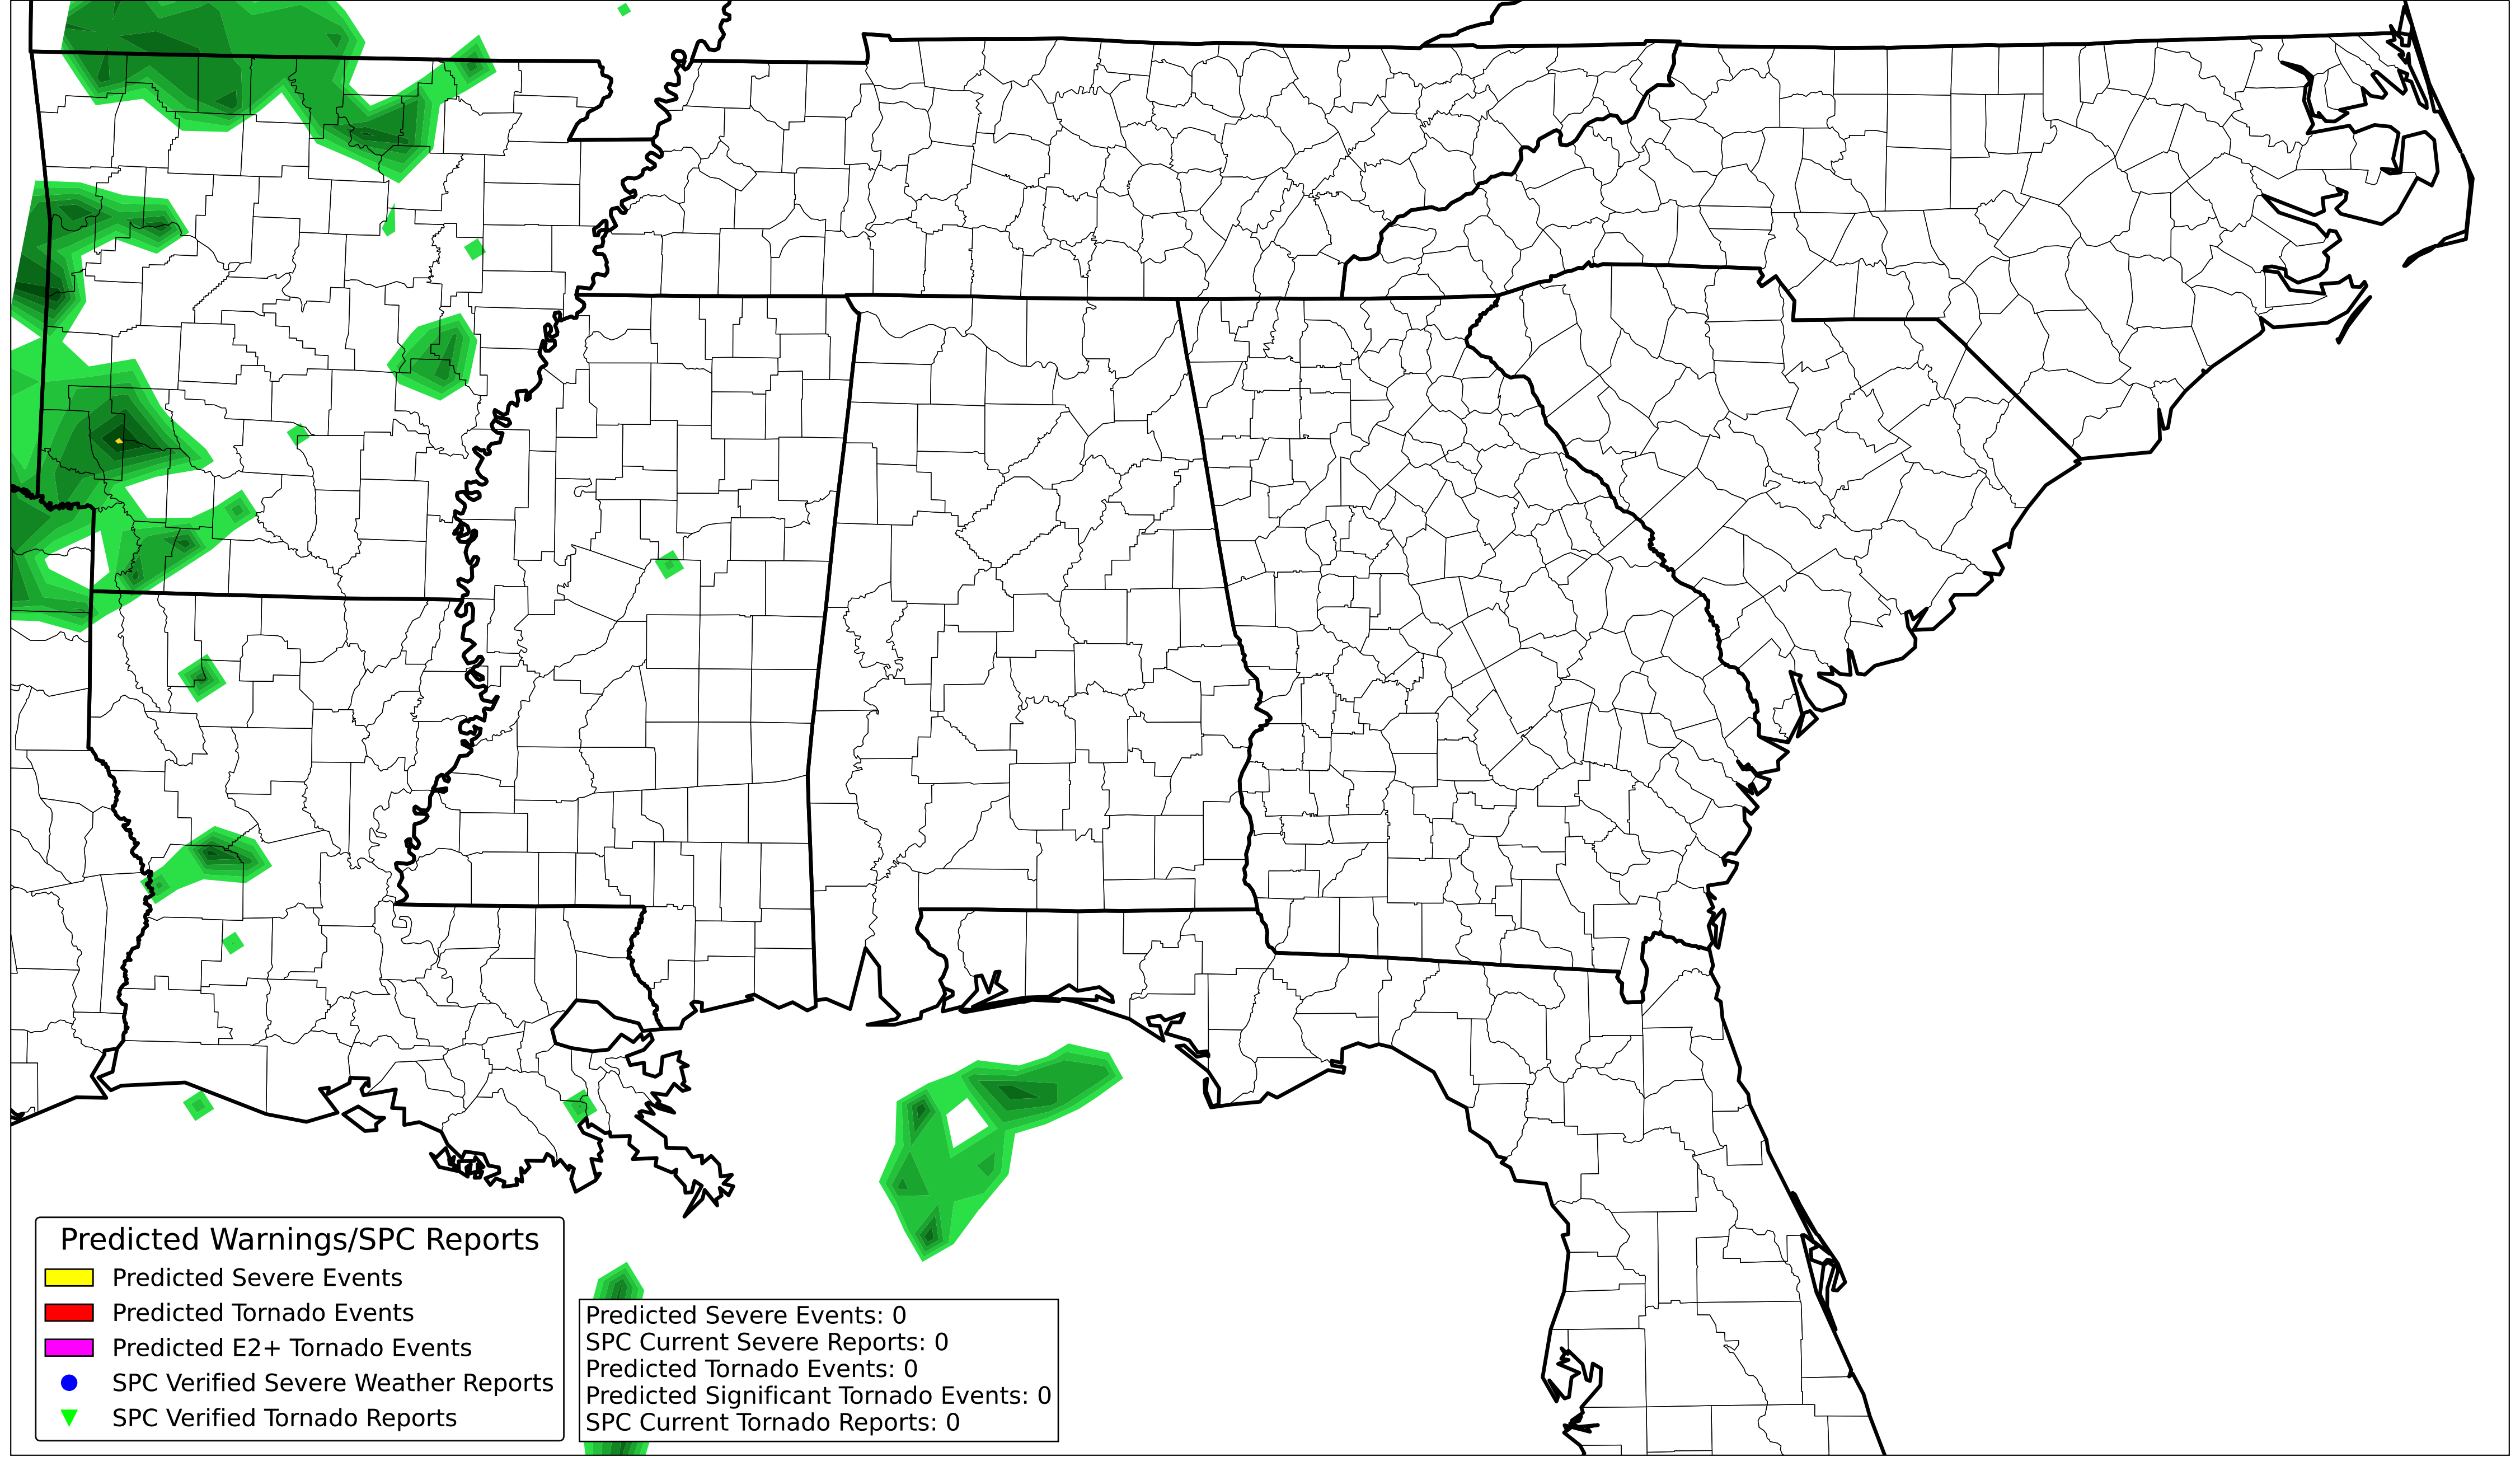 Predicted Warnings/SPC Reports
Predicted Severe Events
Predicted Tornado Events
Predicted E2+ Tornado Events
SPC Verified Severe Weather Reports
SPC Verified Tornado Reports
Predicted Severe Events: 0
SPC Current Severe Reports: 0
Predicted Tornado Events: 0
Predicted Significant Tornado Events: 0
SPC Current Tornado Reports: 0